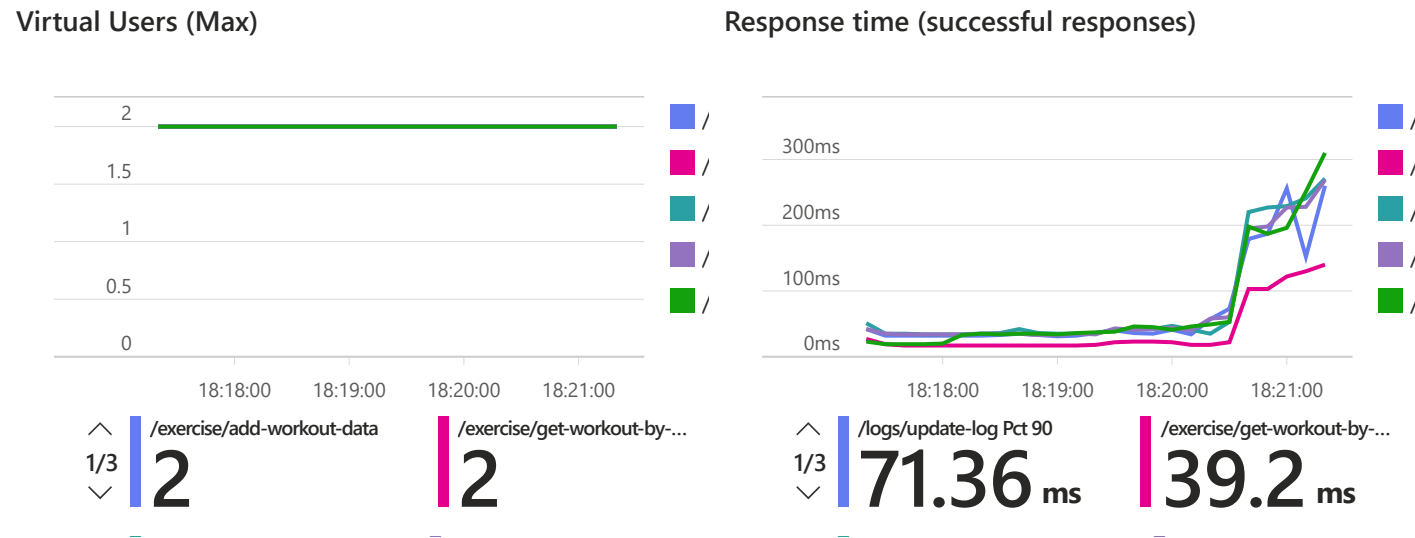 Virtual Users (Max)
2
1.5
1
0.5
0
18:18:00
18:19:00
18:20:00
18:21:00
/
/
/
/
/
1/3
/exercise/add-workout-data
2
/exercise/get-workout-by-...
2
Response time (successful responses)
300ms
200ms
100ms
0ms
18:18:00
18:19:00
18:20:00
18:21:00
/
/
/
/
/
1/3
/logs/update-log Pct 90
71.36 ms
/exercise/get-workout-by-...
39.2 ms